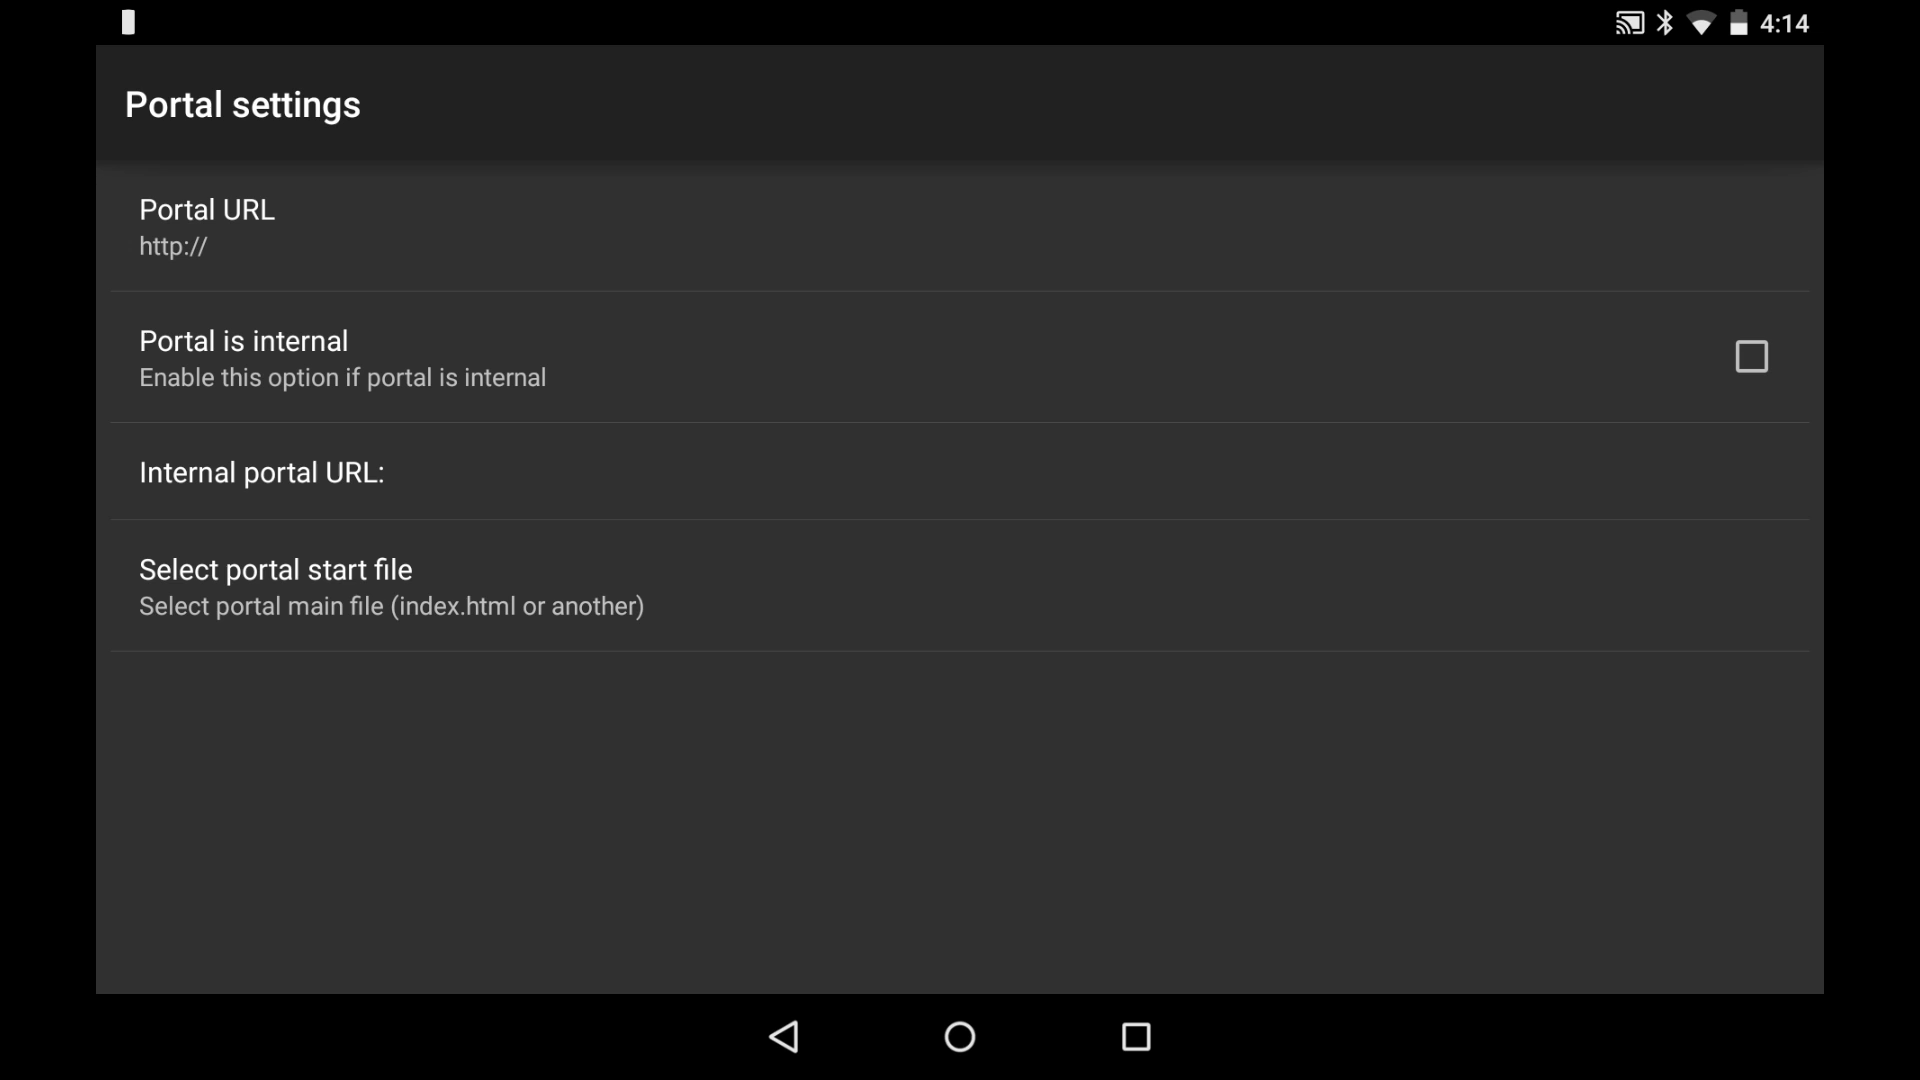 4:14
Portal settings
Portal URL
http://
Portal is internal
Enable this option if portal is internal
Internal portal URL:
Select portal start file
Select portal main file (index.html or another)